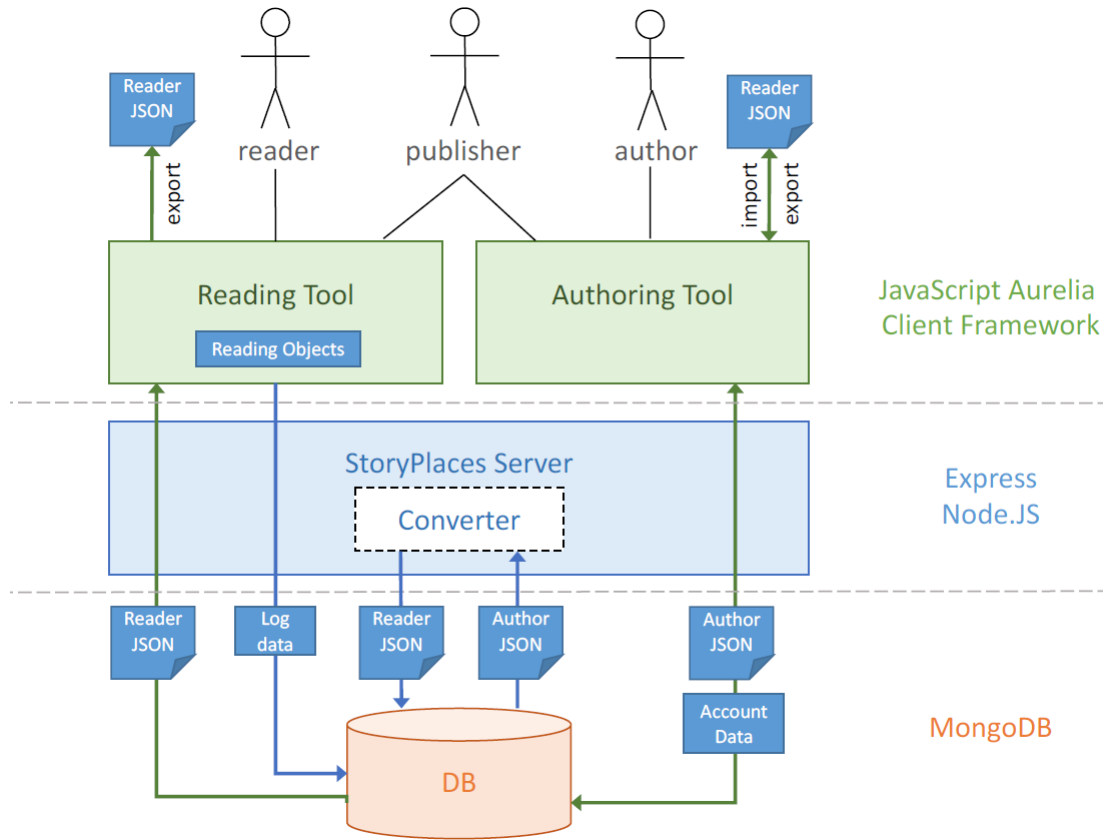 Reader
JSON
Reader
JSON
reader
publisher
author
export
import
export
Reading Tool
Authoring Tool
Reading Objects
JavaScript Aurelia
Client Framework
StoryPlaces Server
Converter
Express
Node.JS
Reader
JSON
Log
data
Reader
JSON
Author
JSON
Author
JSON
Account
Data
DB
MongoDB